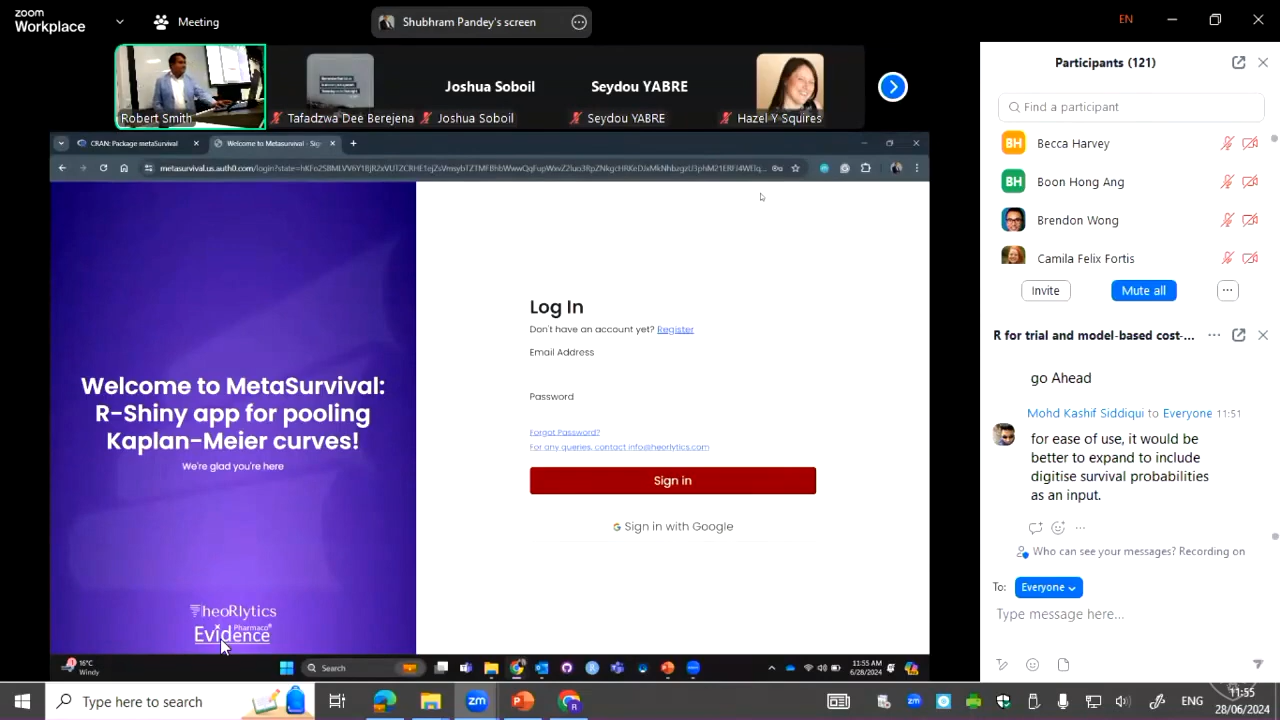 zoom
Workplace
Meeting
Shubhram Pandey's screen
EN
Robert Smith
Tafadzwa Dee Berejena
Joshua Soboil
Joshua Soboil
Seydou YABRE
Seydou YABRE
Hazel Y Squires
Participants (121)
Find a participant
BH Becca Harvey
BH Boon Hong Ang
Brendon Wong
Camila Felix Fortis
Invite
Mute all
CRAN: Package metaSurvival
Welcome to MetaSurvival - Sig
Log In
Don't have an account yet? Register
Email Address
Password
Forgot Password?
For any queries, contact info@heorlytics.com
Sign in
Sign in with Google
Welcome to MetaSurvival:
R-Shiny app for pooling
Kaplan-Meier curves!
We're glad you're here
HeoRlytics
Pharmaco®
Evidence
R for trial and model-based cost-...
go Ahead
Mohd Kashif Siddiqui to Everyone 11:51
for ease of use, it would be
better to expand to include
digitise survival probabilities
as an input.
Who can see your messages? Recording on
To: Everyone
Type message here...
16°C
Windy
Search
11:55 AM
6/28/2024
Type here to search
zm
zm
ENG
11:55
28/06/2024